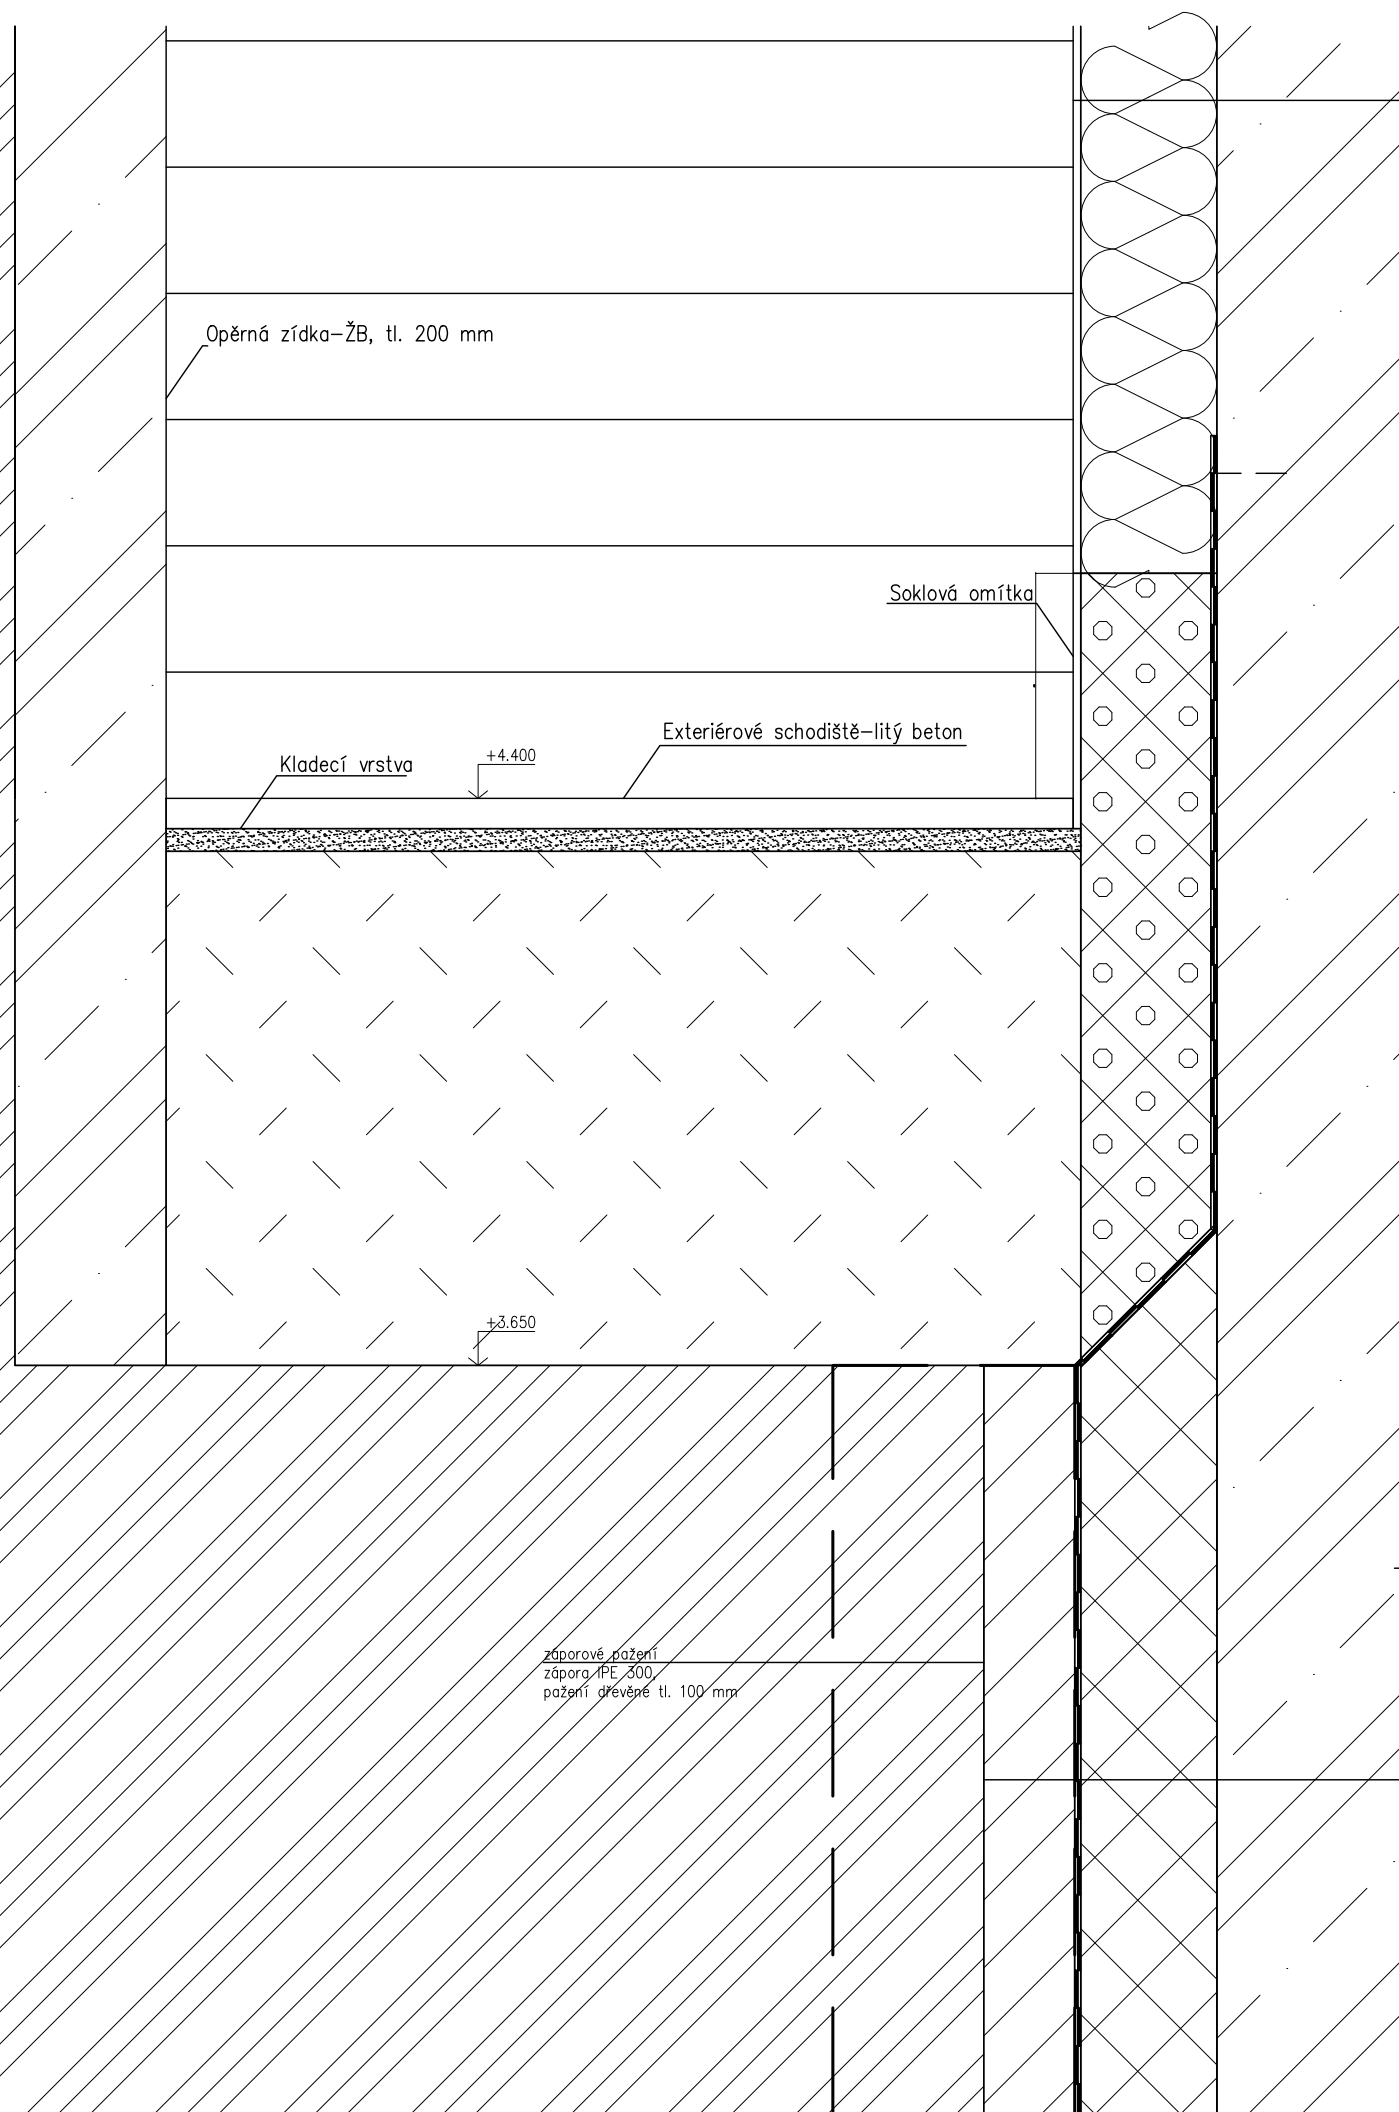 Opěrná zídka–ŽB, tl. 200 mm
Soklová omítka
Exteriérové schodiště–litý beton
+4.400
Kladecí vrstva
+3.650
záporové pažení
zápora IPE 300,
pažení dřevěné tl. 100 mm